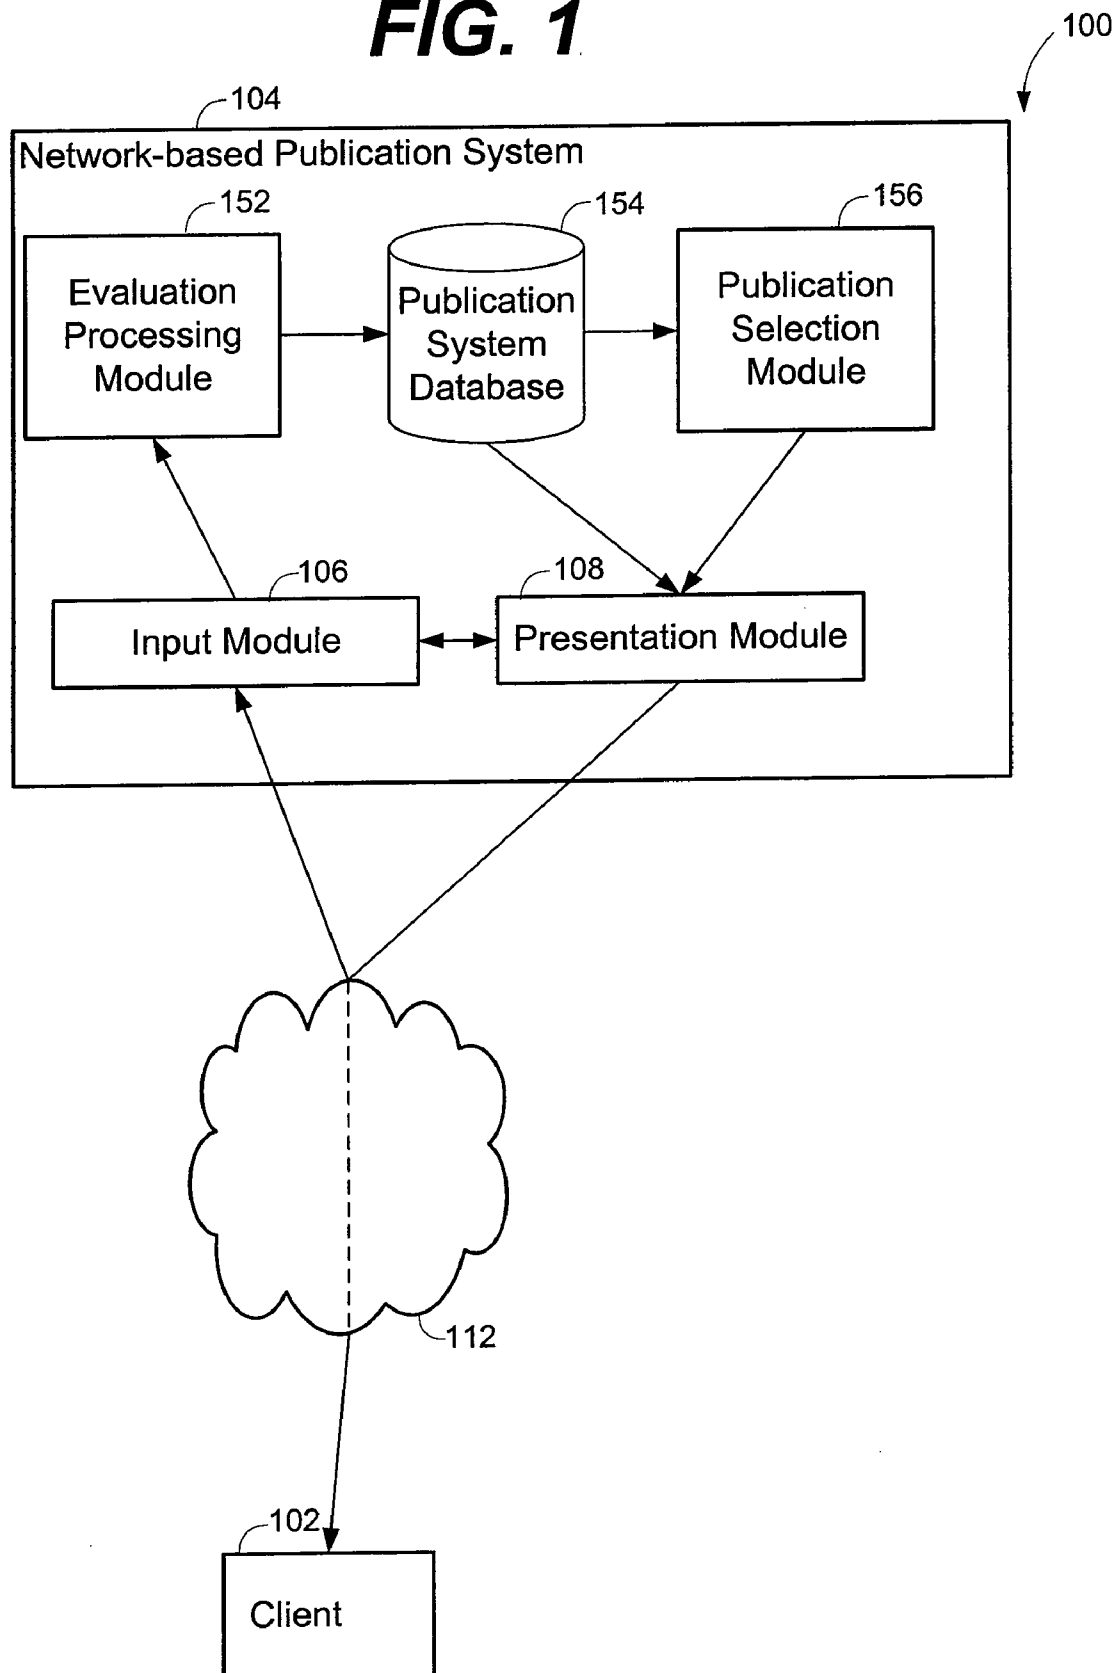 FIG. 1
100
104
Network-based Publication System
152
154
156
Evaluation
Processing
Module
Publication
System
Database
Publication
Selection
Module
106
108
Input Module
Presentation Module
112
102
Client